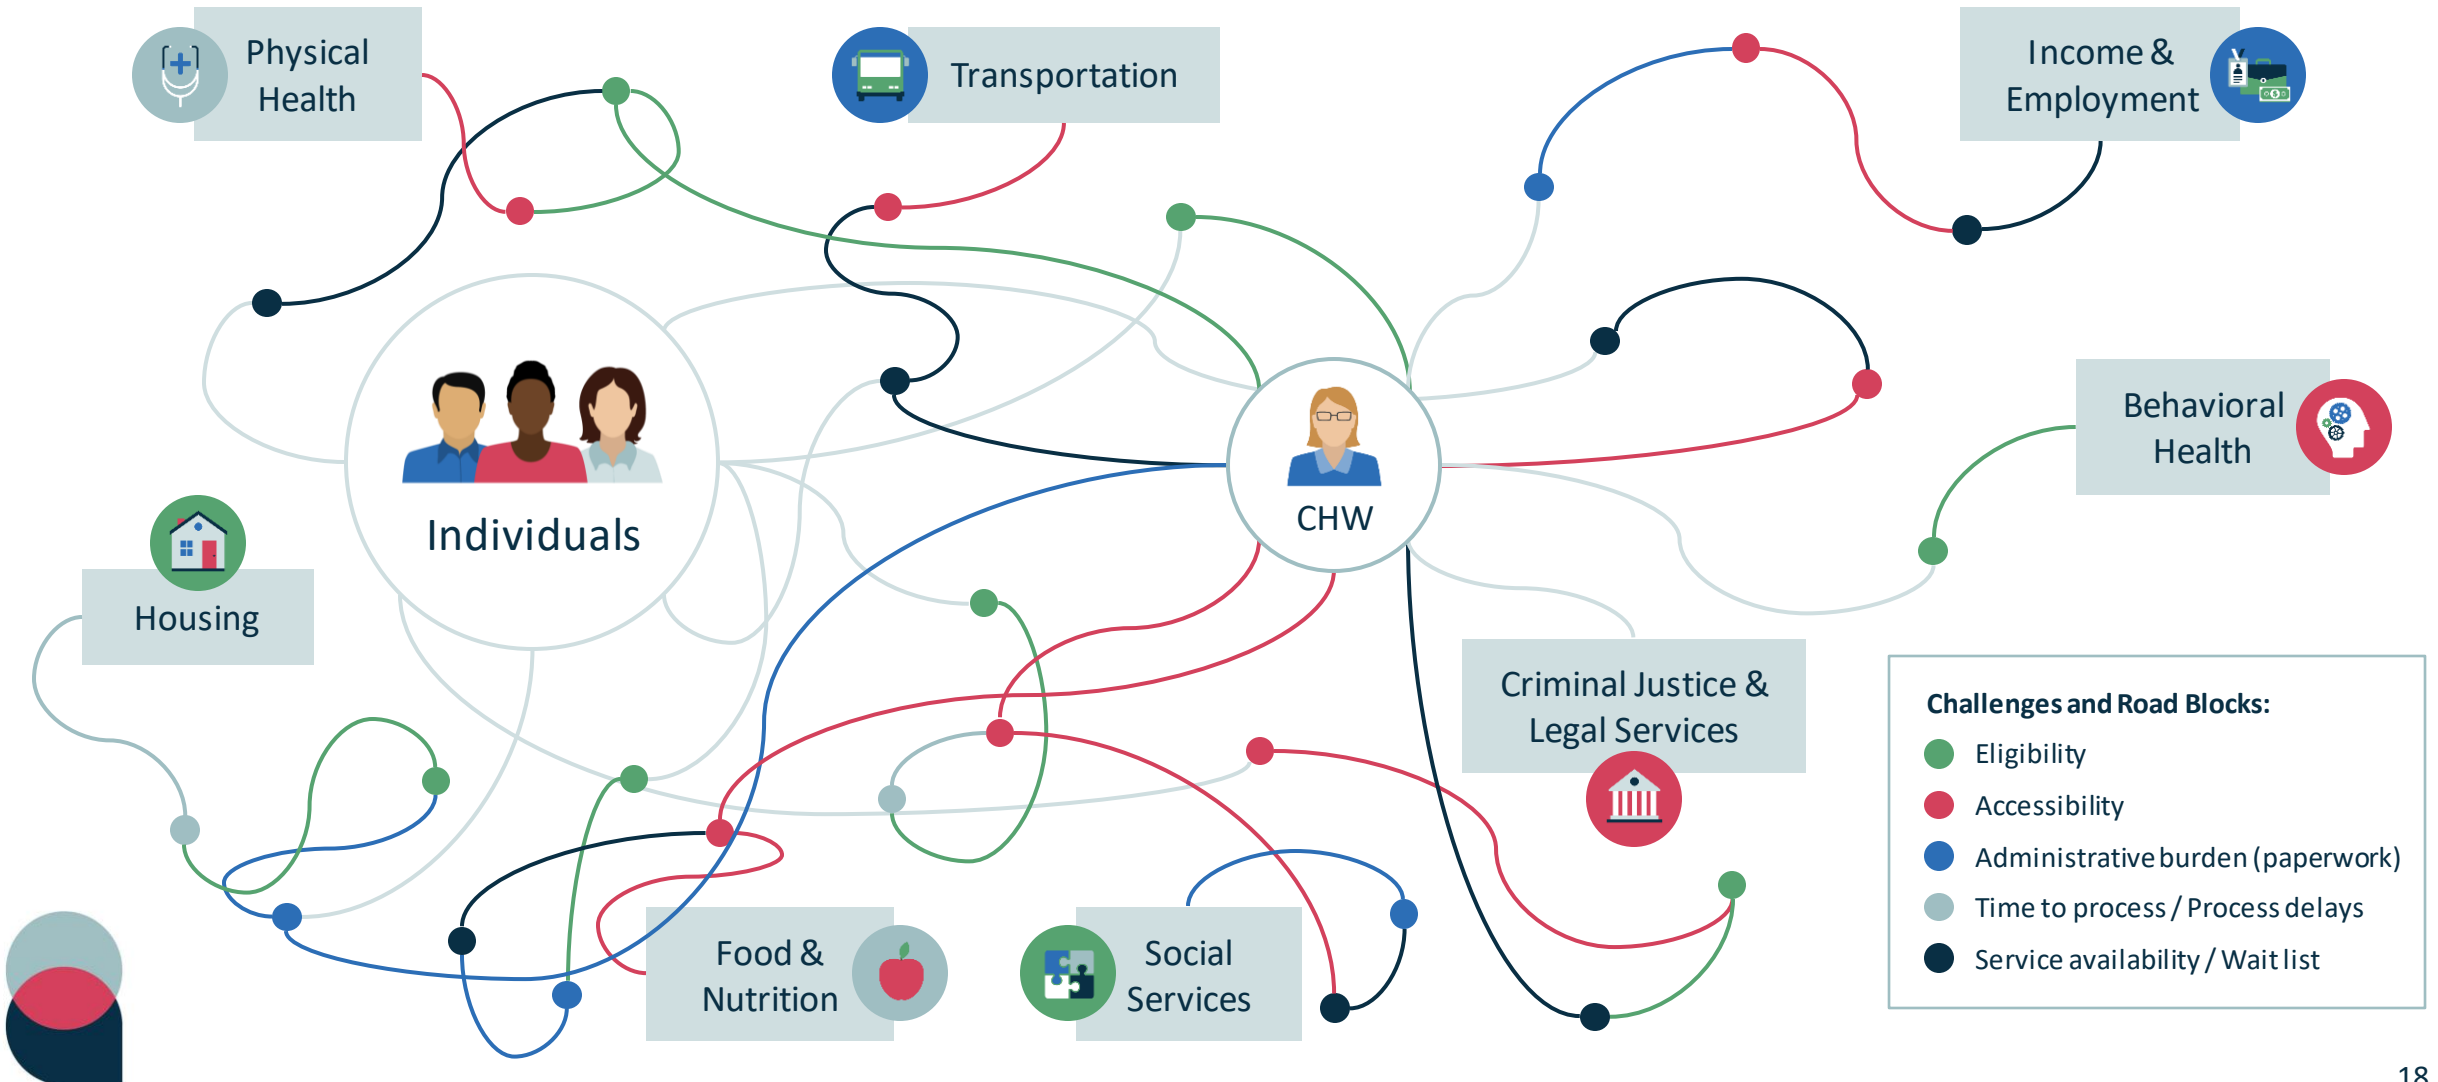 Physical
Health
Transportation
Income &
Employment
Behavioral
Health
Individuals
CHW
Housing
Criminal Justice &
Legal Services
Food &
Nutrition
Social
Services
Challenges and Road Blocks:
Eligibility
Accessibility
Administrative burden (paperwork)
Time to process / Process delays
Service availability / Wait list
18